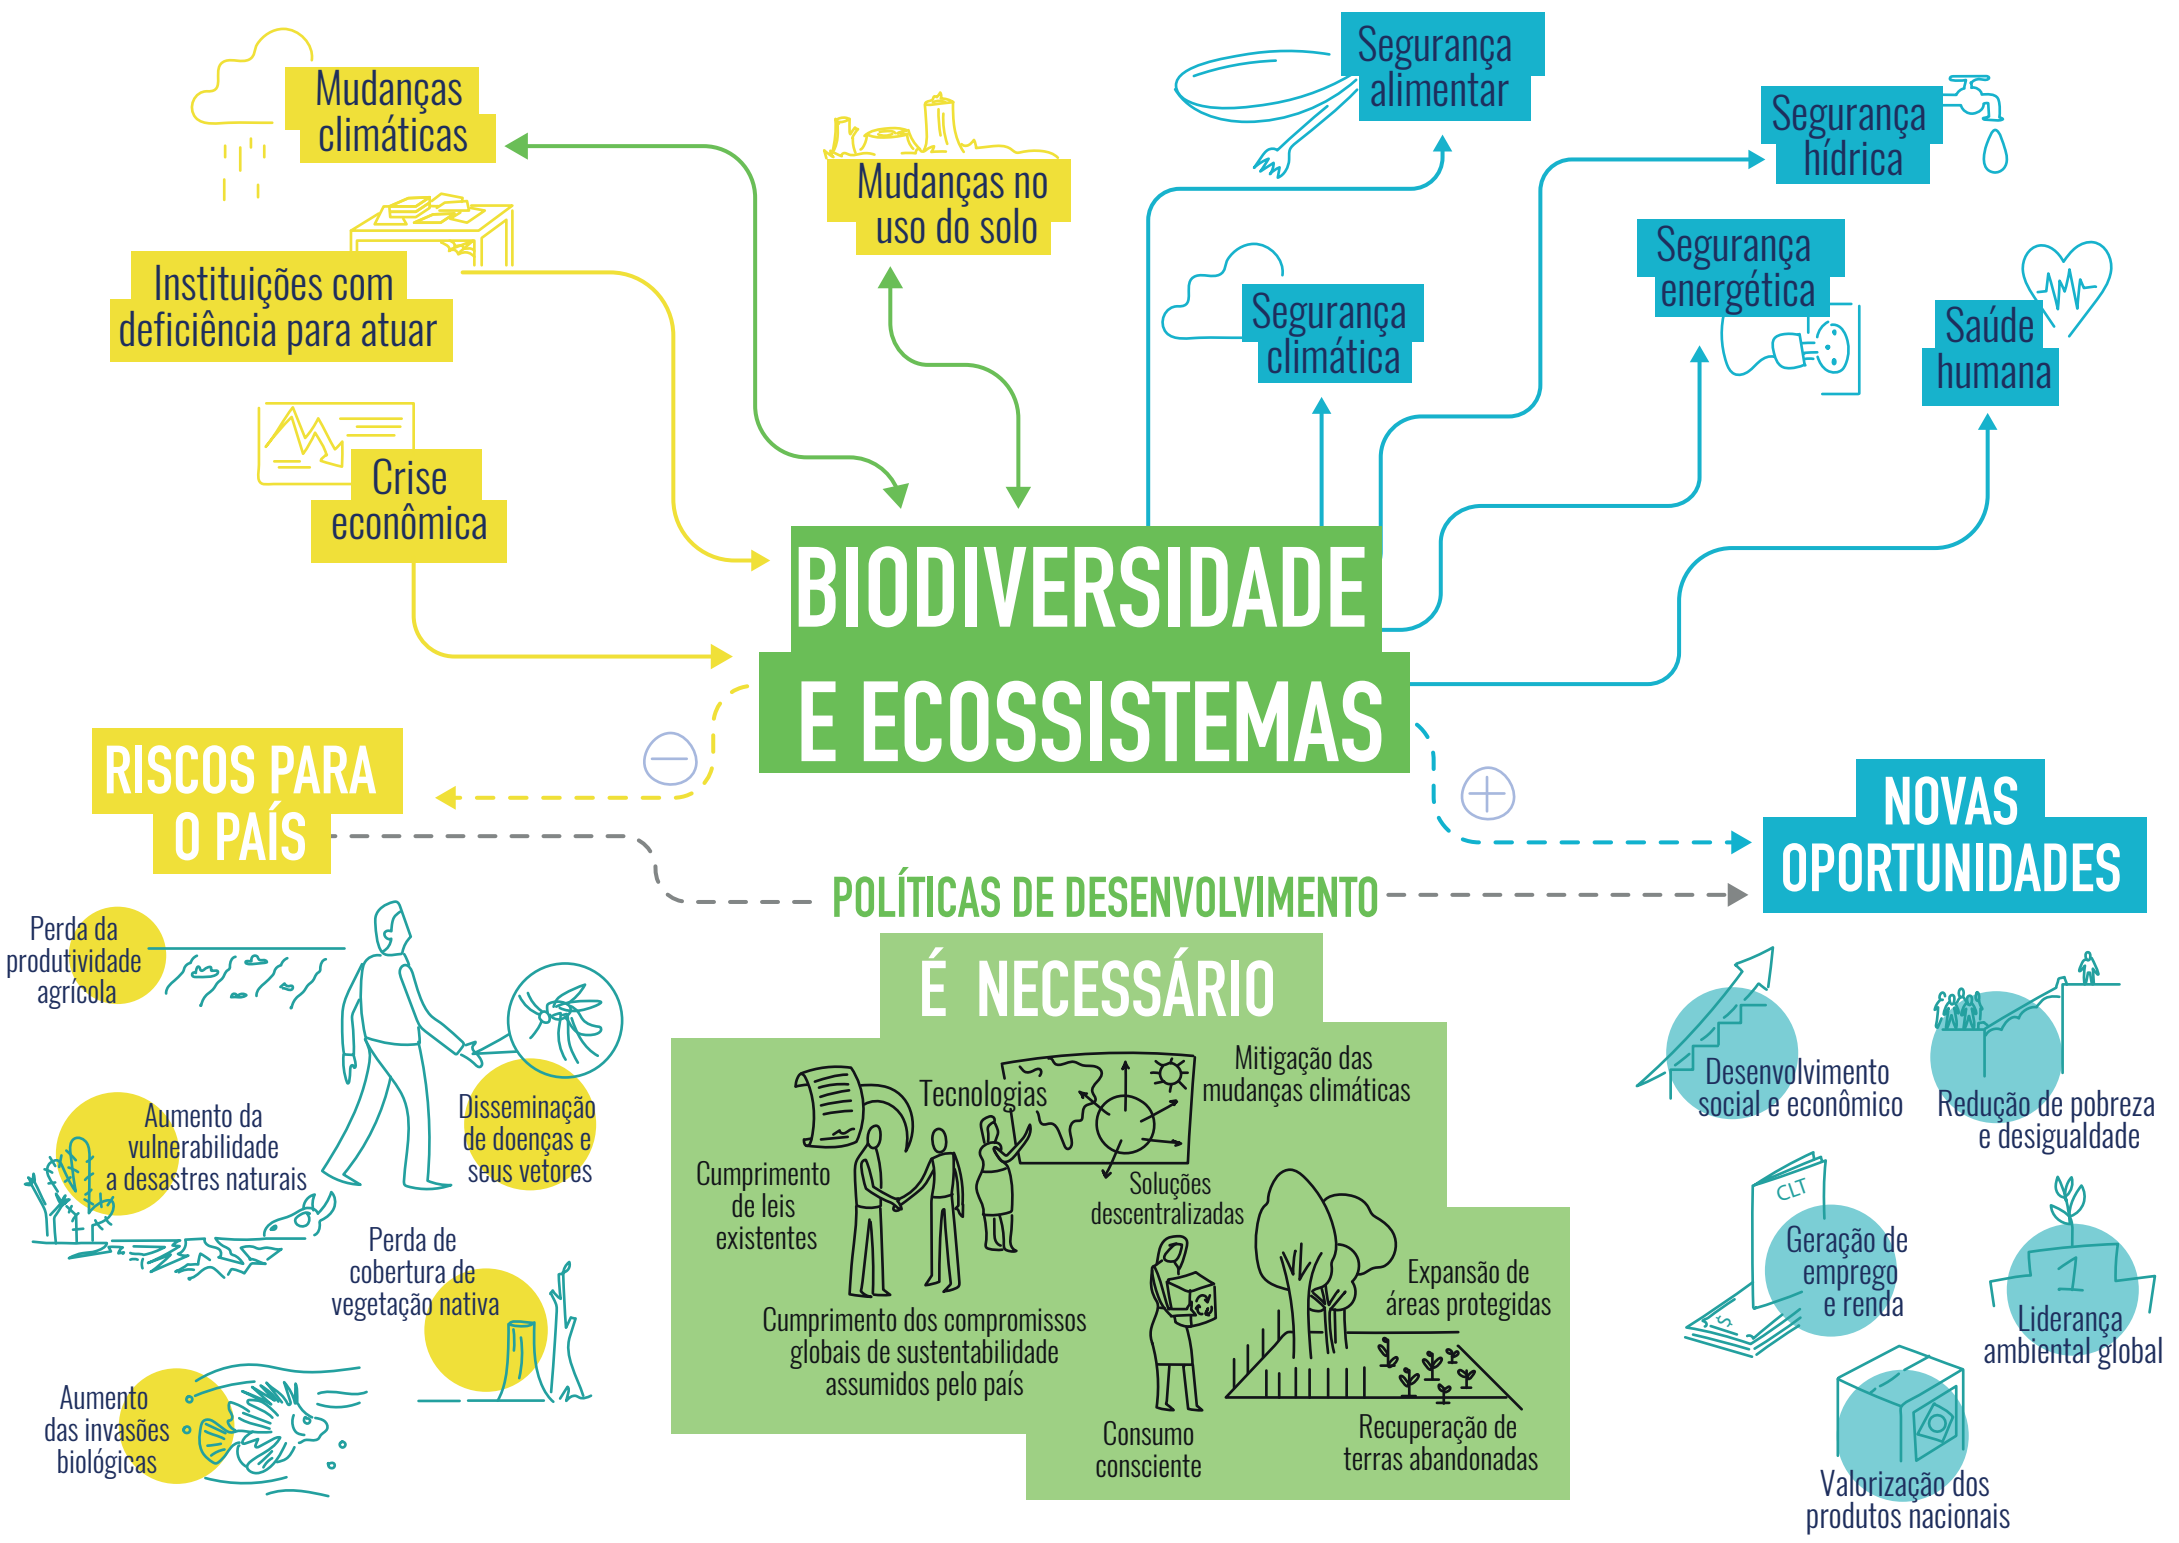 Mudanças
climáticas
Instituições com
deficiência para atuar
Crise
econômica
Mudanças no
uso do solo
Segurança
alimentar
Segurança
climática
Segurança
hídrica
Segurança
energética
Saúde
humana
BIODIVERSIDADE
E ECOSSISTEMAS
RISCOS PARA
O PAÍS
Perda da
produtividade
agrícola
Aumento da
vulnerabilidade
a desastres naturais
Disseminação
de doenças e
seus vetores
Perda de
cobertura de
vegetação nativa
Aumento
das invasões
biológicas
POLÍTICAS DE DESENVOLVIMENTO
É NECESSÁRIO
Tecnologias
Mitigação das
mudanças climáticas
Cumprimento
de leis
existentes
Soluções
descentralizadas
Cumprimento dos compromissos
globais de sustentabilidade
assumidos pelo país
Expansão de
áreas protegidas
Consumo
consciente
Recuperação de
terras abandonadas
NOVAS
OPORTUNIDADES
Desenvolvimento
social e econômico
Redução de pobreza
e desigualdade
CLT
Geração de
emprego
e renda
$
1
Liderança
ambiental global
Valorização dos
produtos nacionais